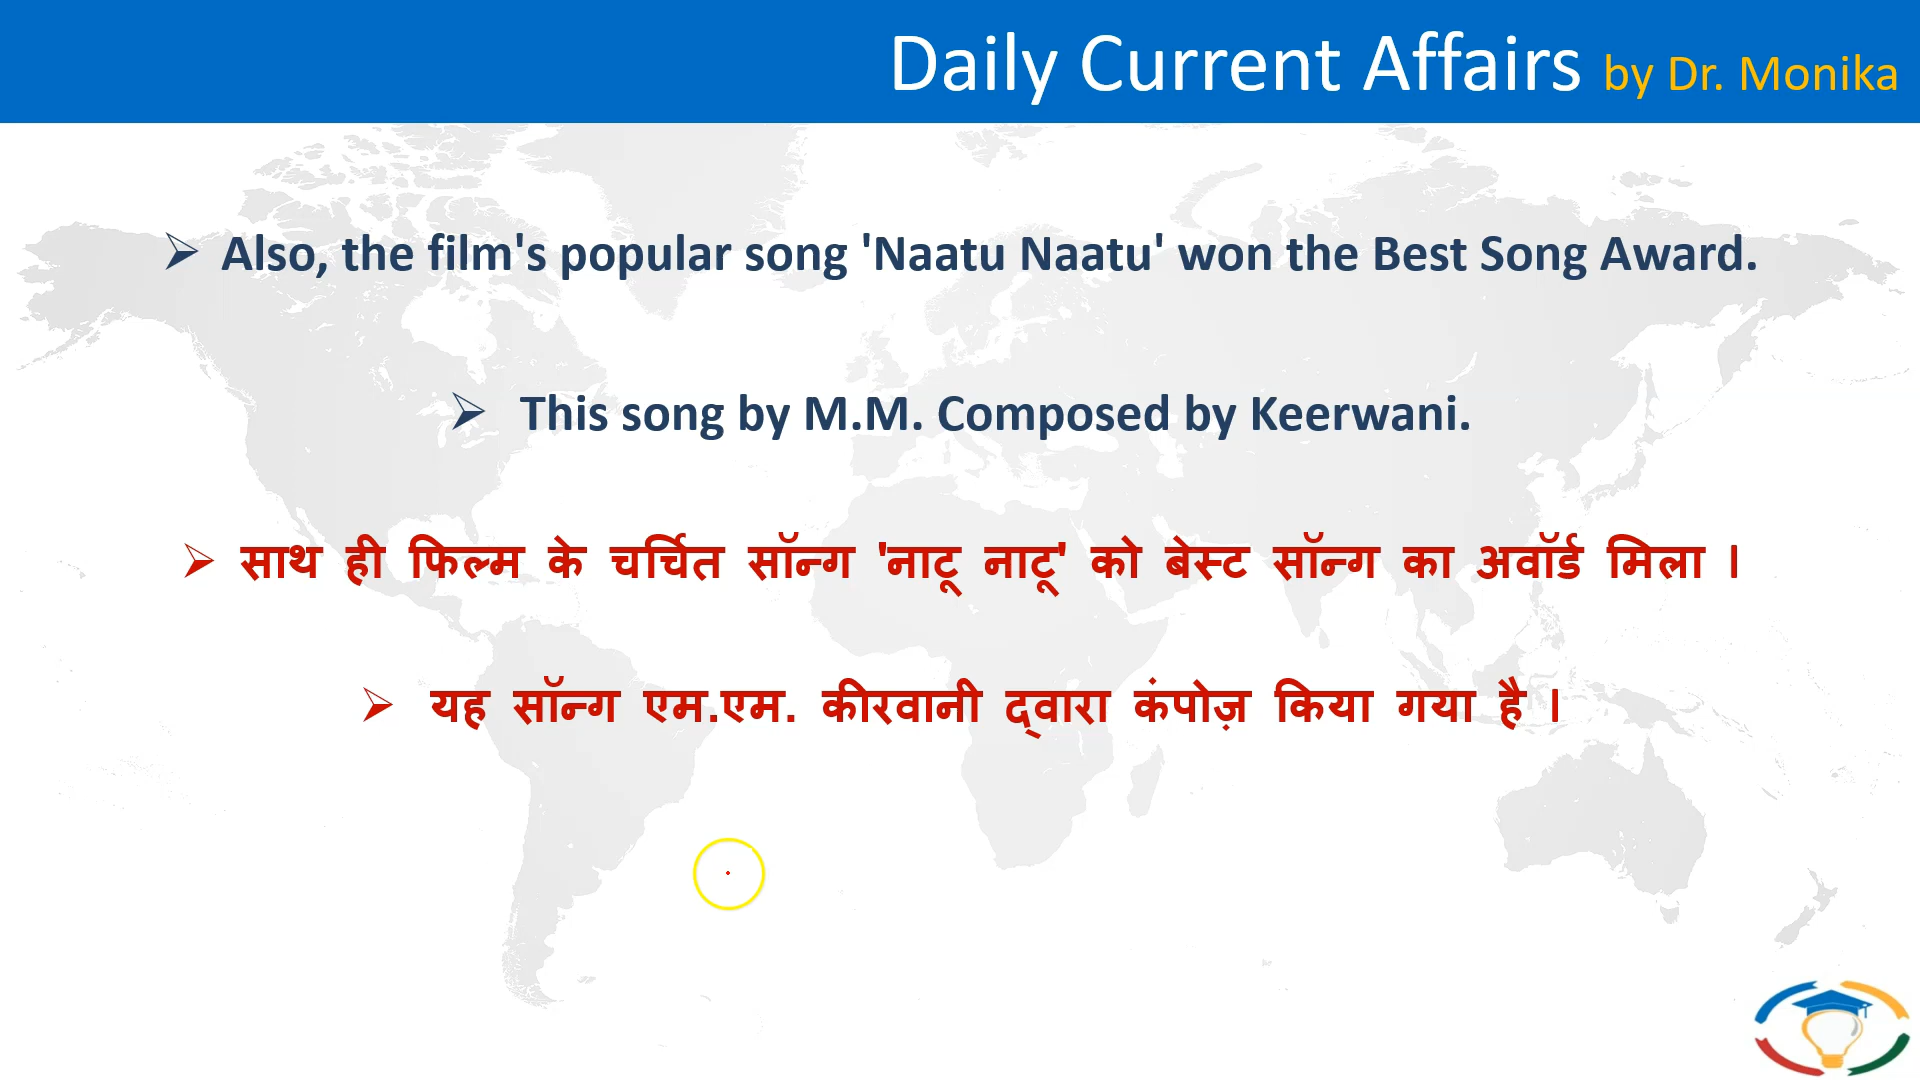 Daily Current Affairs by Dr. Monika
➢ Also, the film's popular song 'Naatu Naatu' won the Best Song Award.
➢ This song by M.M. Composed by Keerwani.
➢ साथ ही फिल्म के चर्चित सॉन्ग 'नाटू नाटू' को बेस्ट सॉन्ग का अवॉर्ड मिला ।
➢ यह सॉन्ग एम.एम. कीरवानी द्वारा कंपोज़ किया गया है ।